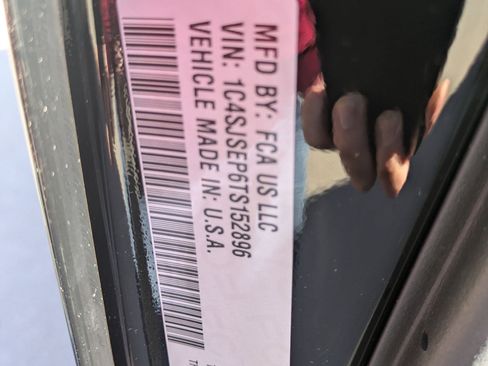 MFD BY: FCA US LLC
VIN: 1C4SJSEP6TS152896
VEHICLE MADE IN: U.S.A.